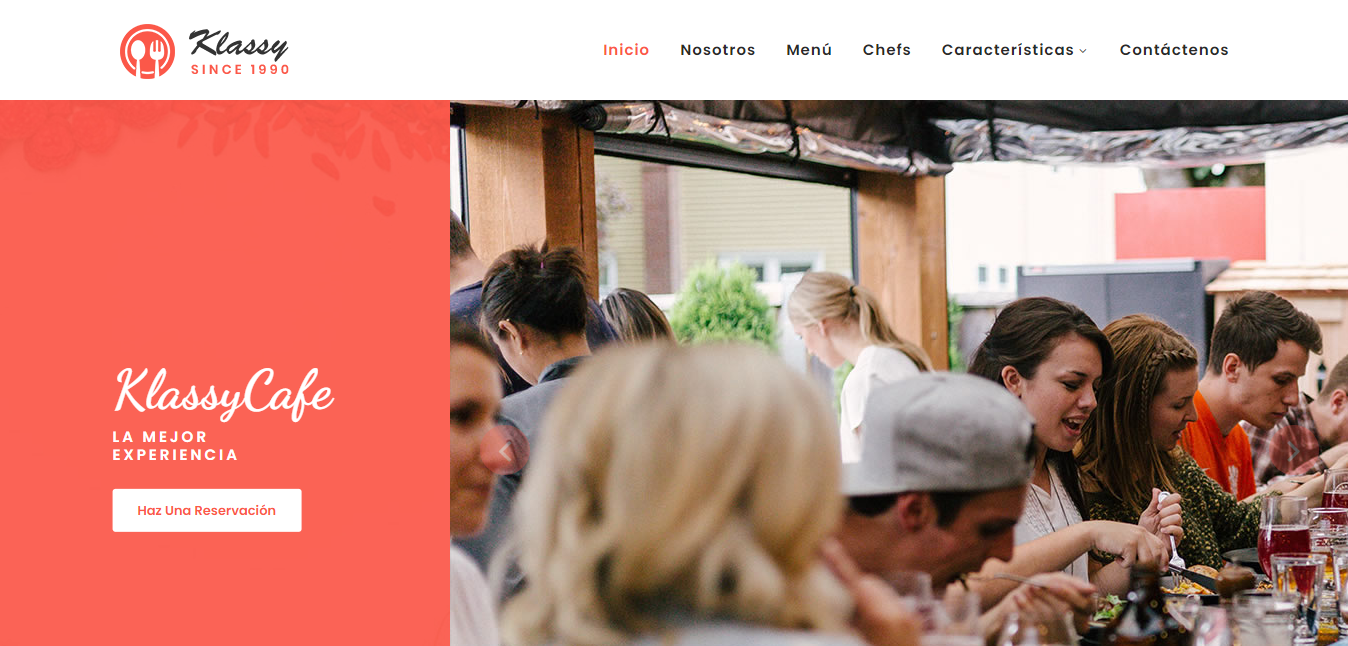 Klassy
SINCE 1990
Inicio Nosotros Menú Chefs Características Contáctenos
KlassyCafe
LA MEJOR
EXPERIENCIA
Haz Una Reservación